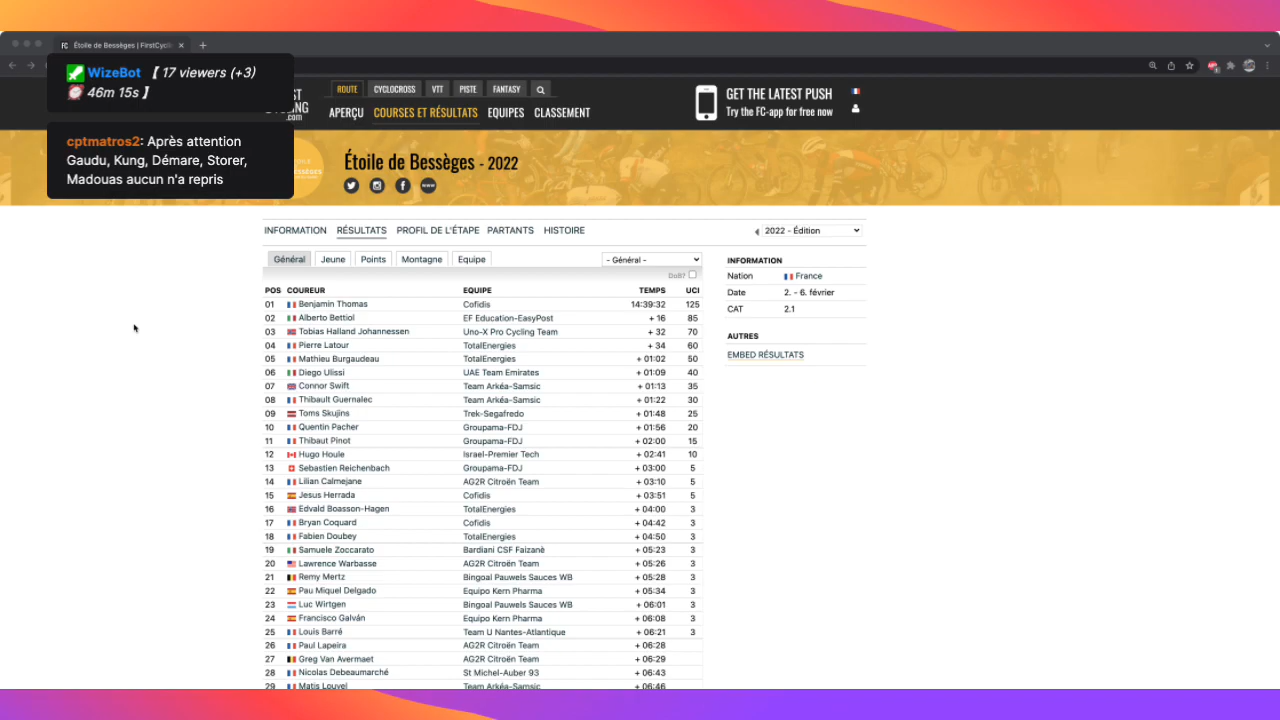 Étoile de Bessèges | FirstCycl
WizeBot 【 17 viewers (+3)
46m 15s 】
cptmatros2: Après attention
Gaudu, Kung, Démare, Storer,
Madouas aucun n'a repris
ROUTE CYCLOCROSS VTT PISTE FANTASY
.com
APERÇU COURSES ET RÉSULTATS EQUIPES CLASSEMENT
GET THE LATEST PUSH
Try the FC-app for free now
Étoile de Bessèges - 2022
WWW
INFORMATION RÉSULTATS PROFIL DE L'ÉTAPE PARTANTS HISTOIRE
2022 - Édition
Général Jeune Points Montagne Equipe
- Général -
Do8?
POS COUREUR EQUIPE TEMPS UCI
01 Benjamin Thomas Cofidis 14:39:32 125
02 Alberto Bettiol EF Education-EasyPost + 16 85
03 Tobias Halland Johannessen Uno-X Pro Cycling Team + 32 70
04 Pierre Latour TotalEnergies + 34 60
05 Mathieu Burgaudeau TotalEnergies + 01:02 50
06 Diego Ulissi UAE Team Emirates + 01:09 40
07 Connor Swift Team Arkéa-Samsic + 01:13 35
08 Thibault Guernalec Team Arkéa-Samsic + 01:22 30
09 Toms Skujins Trek-Segafredo + 01:48 25
10 Quentin Pacher Groupama-FDJ + 01:56 20
11 Thibaut Pinot Groupama-FDJ + 02:00 15
12 Hugo Houle Israel-Premier Tech + 02:41 10
13 Sebastien Reichenbach Groupama-FDJ + 03:00 5
14 Lilian Calmejane AG2R Citroën Team + 03:10 5
15 Jesus Herrada Cofidis + 03:51 5
16 Edvald Boasson-Hagen TotalEnergies + 04:00 3
17 Bryan Coquard Cofidis + 04:42 3
18 Fabien Doubey TotalEnergies + 04:50 3
19 Samuele Zoccarato Bardiani CSF Faizanè + 05:23 3
20 Lawrence Warbasse AG2R Citroën Team + 05:26 3
21 Remy Mertz Bingoal Pauwels Sauces WB + 05:28 3
22 Pau Miquel Delgado Equipo Kern Pharma + 05:34 3
23 Luc Wirtgen Bingoal Pauwels Sauces WB + 06:01 3
24 Francisco Galván Equipo Kern Pharma + 06:08 3
25 Louis Barré Team U Nantes-Atlantique + 06:21 3
26 Paul Lapeira AG2R Citroën Team + 06:28
27 Greg Van Avermaet AG2R Citroën Team + 06:29
28 Nicolas Debeaumarché St Michel-Auber 93 + 06:43
29 Matis Louvel Team Arkéa-Samsic + 06:46
INFORMATION
Nation France
Date 2. - 6. février
CAT 2.1
AUTRES
EMBED RÉSULTATS